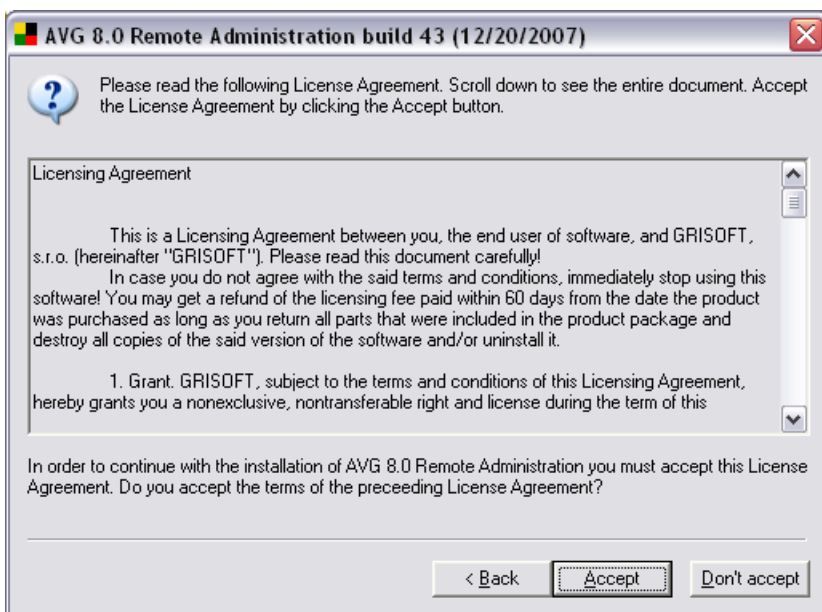 AVG 8.0 Remote Administration build 43 (12/20/2007)
Please read the following License Agreement. Scroll down to see the entire document. Accept
the License Agreement by clicking the Accept button.
Licensing Agreement
This is a Licensing Agreement between you, the end user of software, and GRISOFT,
s.r.o. (hereinafter "GRISOFT"). Please read this document carefully!
In case you do not agree with the said terms and conditions, immediately stop using this
software! You may get a refund of the licensing fee paid within 60 days from the date the product
was purchased as long as you return all parts that were included in the product package and
destroy all copies of the said version of the software and/or uninstall it.
1. Grant. GRISOFT, subject to the terms and conditions of this Licensing Agreement,
hereby grants you a nonexclusive, nontransferable right and license during the term of this
In order to continue with the installation of AVG 8.0 Remote Administration you must accept this License
Agreement. Do you accept the terms of the preceeding License Agreement?
< Back
Accept
Don't accept